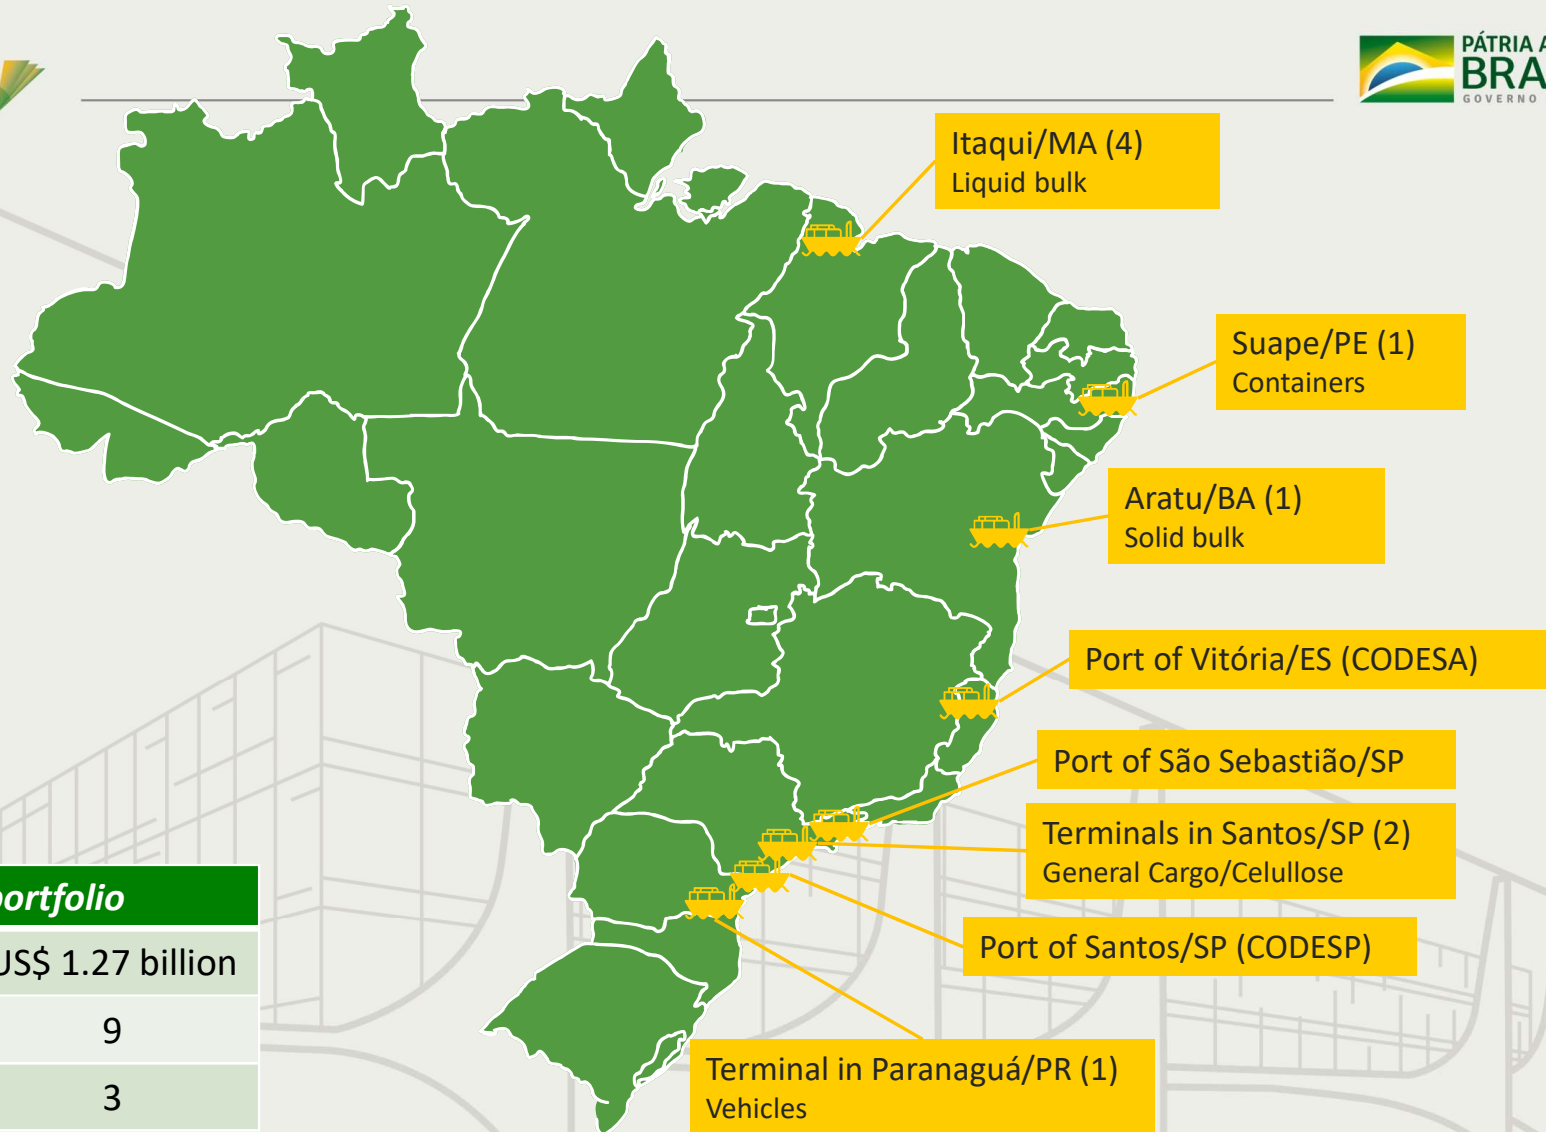 PÁTRIA A
BRA
GOVERNO
Itaqui/MA (4)
Liquid bulk
Suape/PE (1)
Containers
Aratu/BA (1)
Solid bulk
Port of Vitória/ES (CODESA)
Port of São Sebastião/SP
Terminals in Santos/SP (2)
General Cargo/Celullose
Port of Santos/SP (CODESP)
Terminal in Paranaguá/PR (1)
Vehicles
portfolio
US$ 1.27 billion
9
3